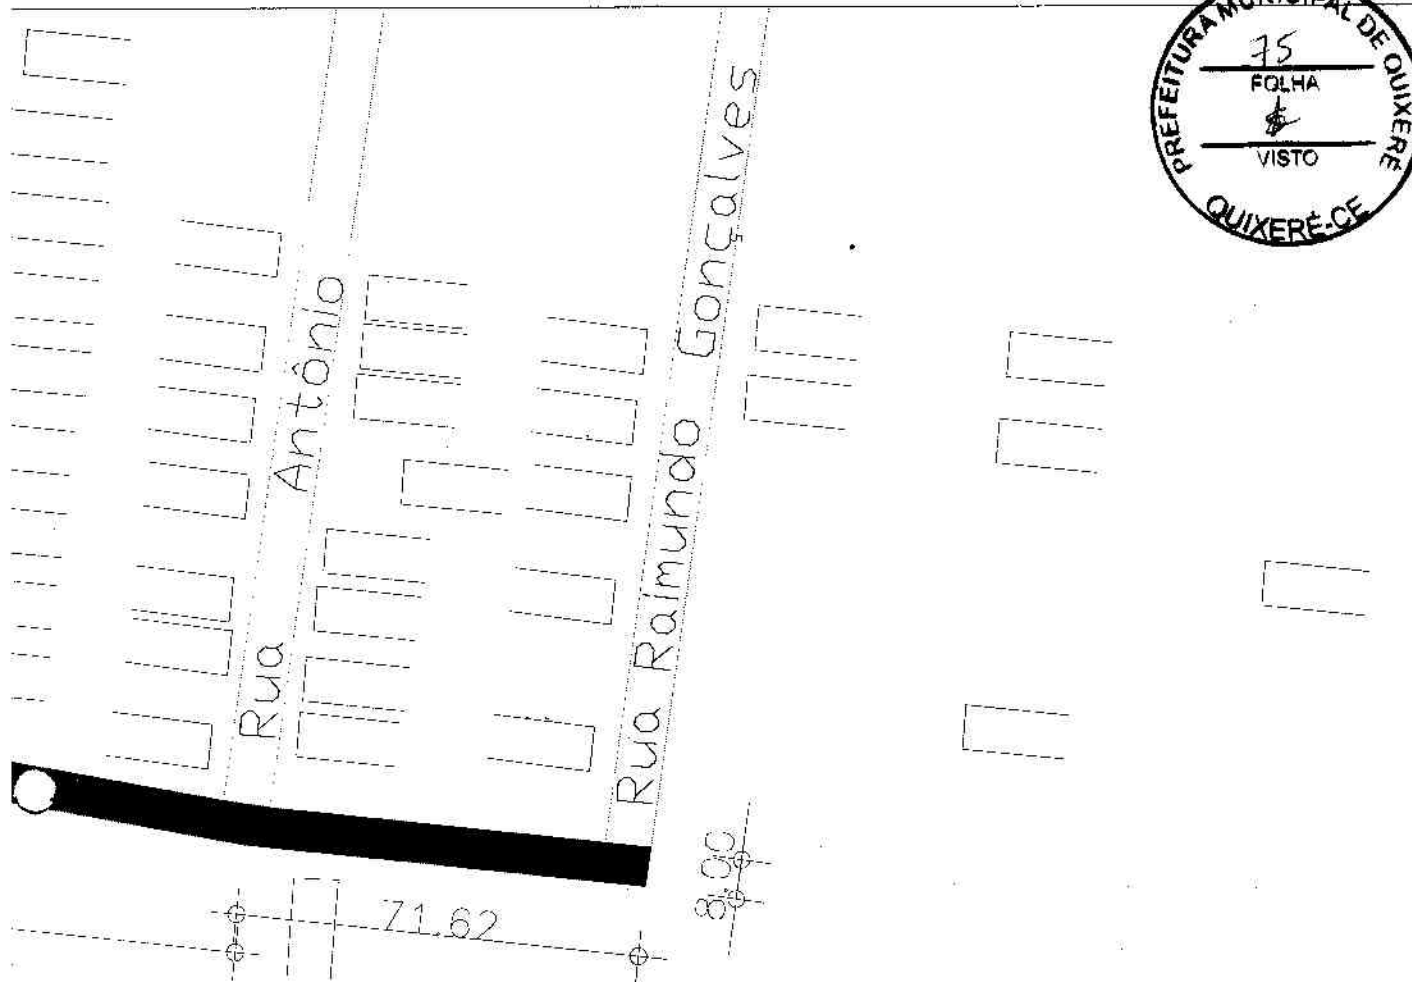 PREFEITURA MUNICIPAL DE QUIXERÉ
75
FOLHA
VISTO
QUIXERÉ-CE
Rua Antônio
Rua Raimundo Gonçalves
8,00
71,62